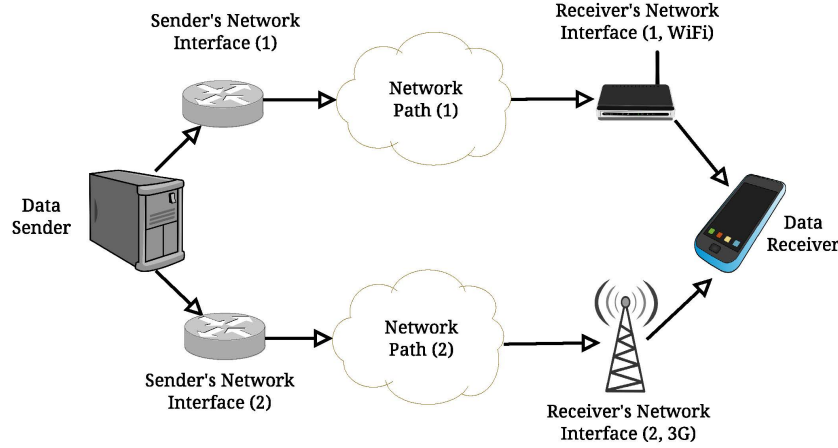 Sender's Network
Interface (1)
Receiver's Network
Interface (1, WiFi)
Network
Path (1)
Data
Sender
Data
Receiver
Network
Path (2)
Sender's Network
Interface (2)
Receiver's Network
Interface (2, 3G)